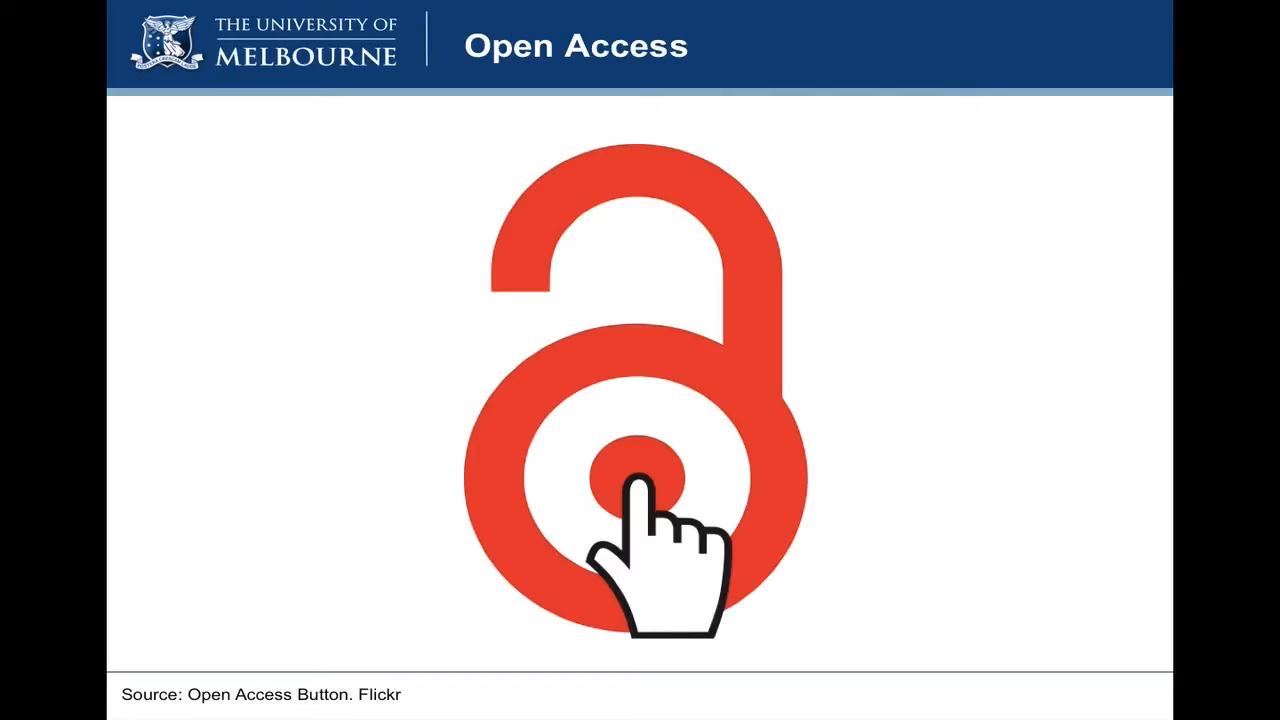 THE UNIVERSITY OF
MELBOURNE
Open Access
Source: Open Access Button. Flickr